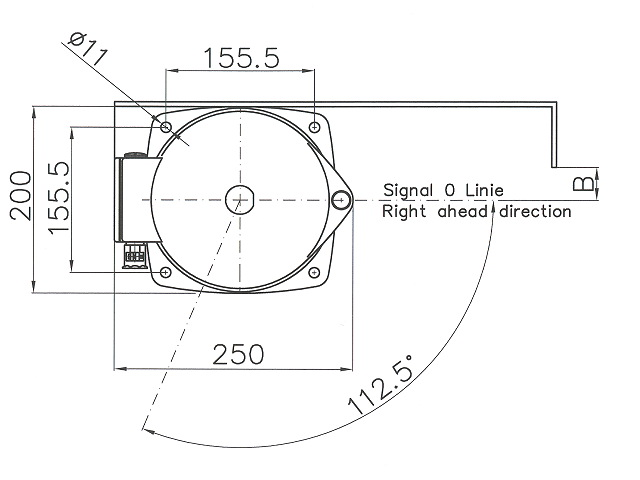 ø11
155.5
200
155.5
B
Signal 0 Linie
Right ahead direction
250
112.5°